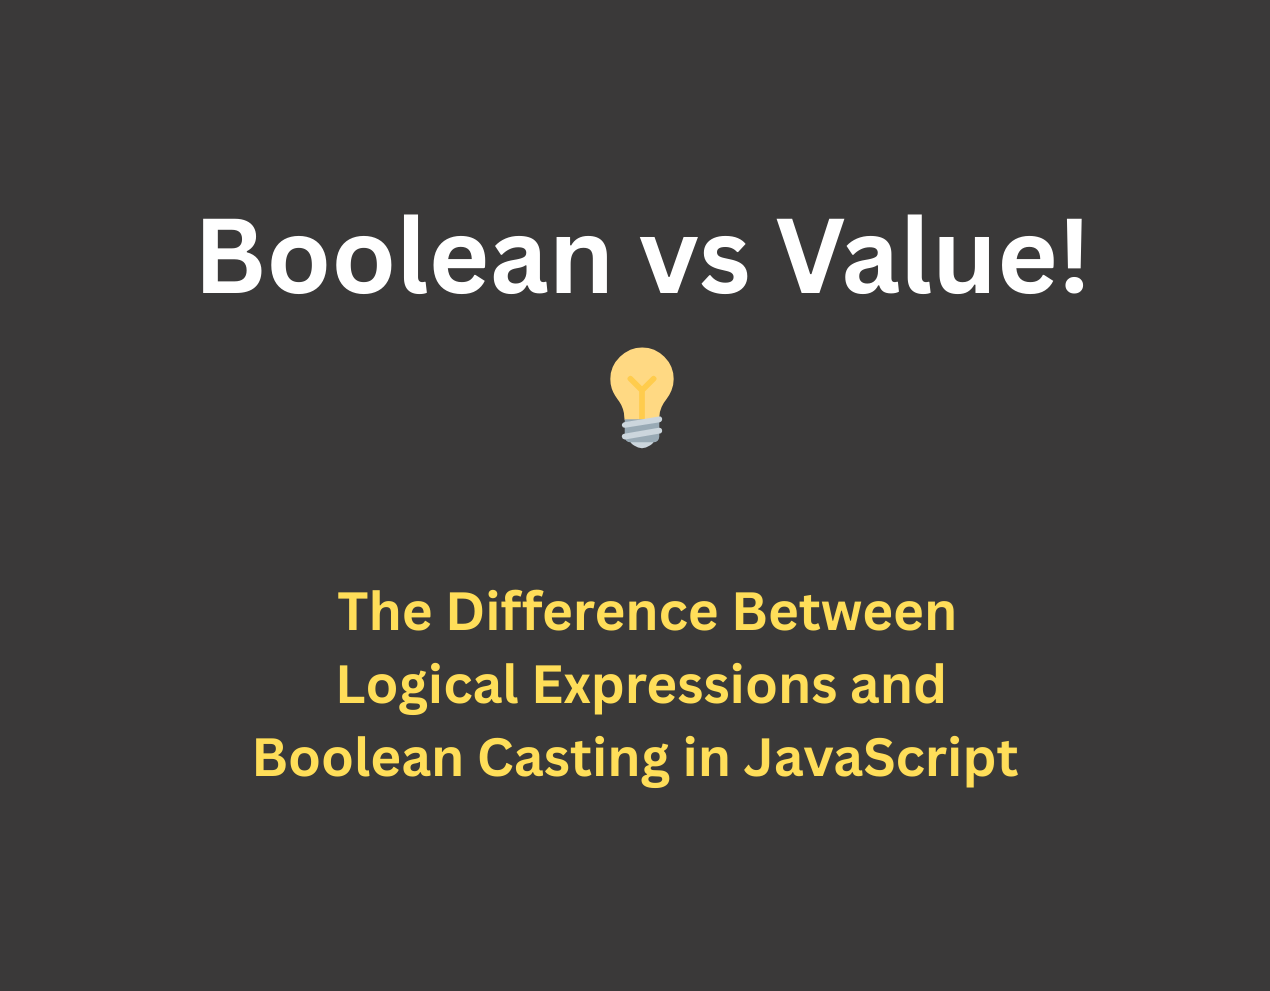 Boolean vs Value!
The Difference Between
Logical Expressions and
Boolean Casting in JavaScript